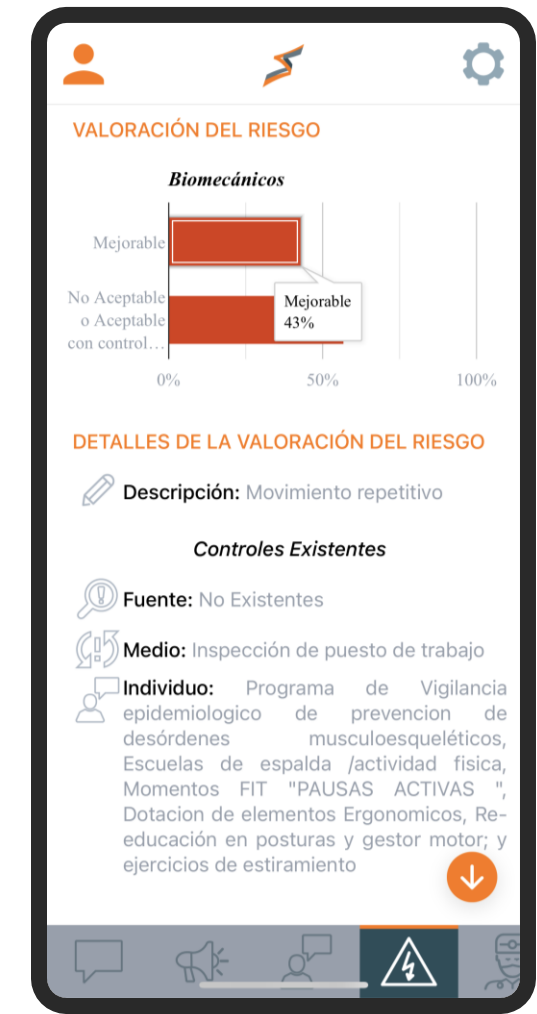 VALORACIÓN DEL RIESGO
Biomecánicos
Mejorable
No Aceptable
o Aceptable
con control…
Mejorable
43%
0%
50%
100%
DETALLES DE LA VALORACIÓN DEL RIESGO
Descripción: Movimiento repetitivo
Controles Existentes
Fuente: No Existentes
Medio: Inspección de puesto de trabajo
Individuo: Programa de Vigilancia
epidemiologico de prevencion de
desórdenes musculoesqueléticos,
Escuelas de espalda /actividad fisica,
Momentos FIT "PAUSAS ACTIVAS ",
Dotacion de elementos Ergonomicos, Re-
educación en posturas y gestor motor; y
ejercicios de estiramiento